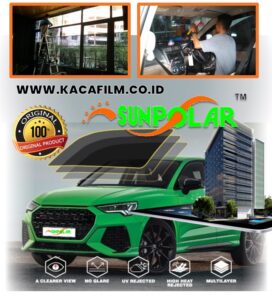 WWW.KACAFILM.CO.ID
SUNPOLAR TM
ORIGINAL
100%
ORIGINAL PRODUCT
SUNPOLAR
A CLEARER VIEW
NO GLARE
UV REJECTED
HIGH HEAT REJECTED
MULTILAYER